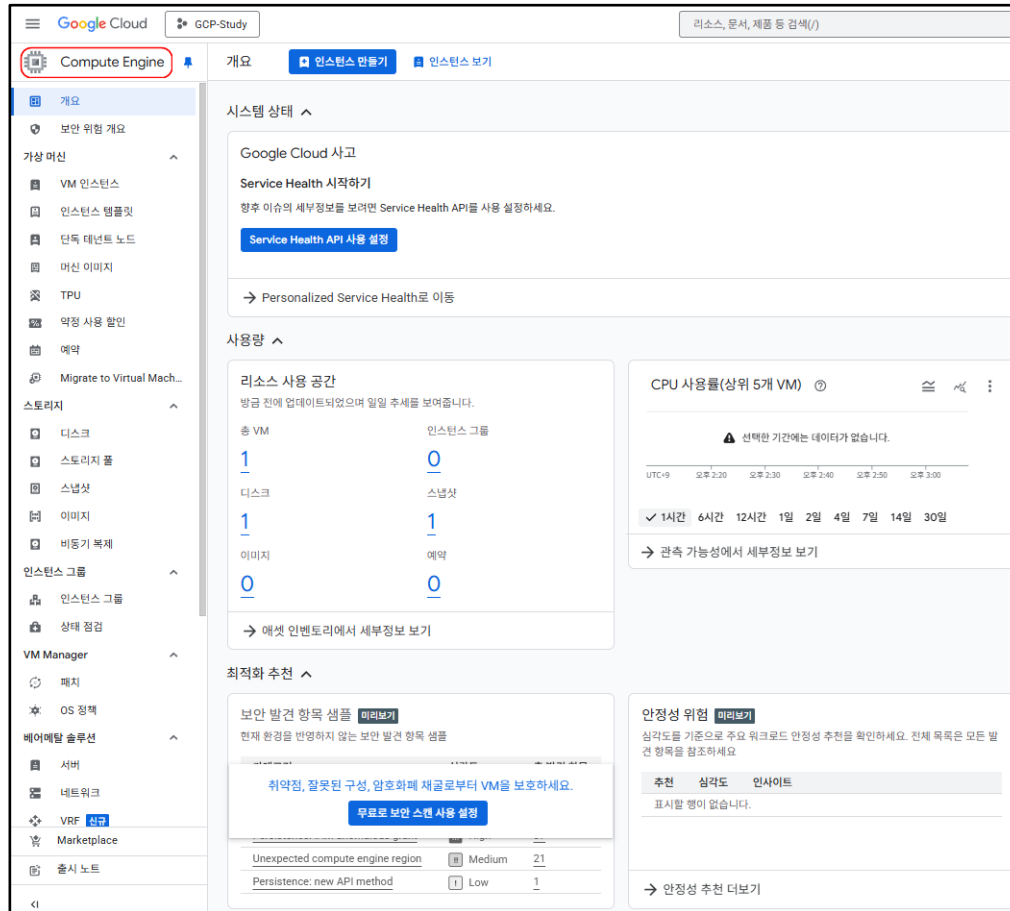 Google Cloud
GCP-Study
리소스, 문서, 제품 등 검색(/)
Compute Engine
개요
인스턴스 만들기
인스턴스 보기
개요
보안 위험 개요
가상 머신
VM 인스턴스
인스턴스 템플릿
단독 테넌트 노드
머신 이미지
TPU
약정 사용 할인
예약
Migrate to Virtual Mach...
스토리지
디스크
스토리지 풀
스냅샷
이미지
비동기 복제
인스턴스 그룹
인스턴스 그룹
상태 점검
VM Manager
패치
OS 정책
베어메탈 솔루션
서버
네트워크
VRF 신규
Marketplace
출시 노트
시스템 상태
Google Cloud 사고
Service Health 시작하기
향후 이슈의 세부정보를 보려면 Service Health API를 사용 설정하세요.
Service Health API 사용 설정
Personalized Service Health로 이동
사용량
리소스 사용 공간
방금 전에 업데이트되었으며 일일 추세를 보여줍니다.
총 VM
1
인스턴스 그룹
0
디스크
1
스냅샷
1
이미지
0
예약
0
애셋 인벤토리에서 세부정보 보기
CPU 사용률(상위 5개 VM)
선택한 기간에는 데이터가 없습니다.
UTC+9 오후 2:20 오후 2:30 오후 2:40 오후 2:50 오후 3:00
1시간 6시간 12시간 1일 2일 4일 7일 14일 30일
관측 가능성에서 세부정보 보기
최적화 추천
보안 발견 항목 샘플 미리보기
현재 환경을 반영하지 않는 보안 발견 항목 샘플
취약점, 잘못된 구성, 암호화폐 채굴로부터 VM을 보호하세요.
무료로 보안 스캔 사용 설정
Unexpected compute engine region Medium 21
Persistence: new API method Low 1
안정성 위험 미리보기
심각도를 기준으로 주요 워크로드 안정성 추천을 확인하세요. 전체 목록은 모든 발
견 항목을 참조하세요
추천 심각도 인사이트
표시할 행이 없습니다.
안정성 추천 더보기